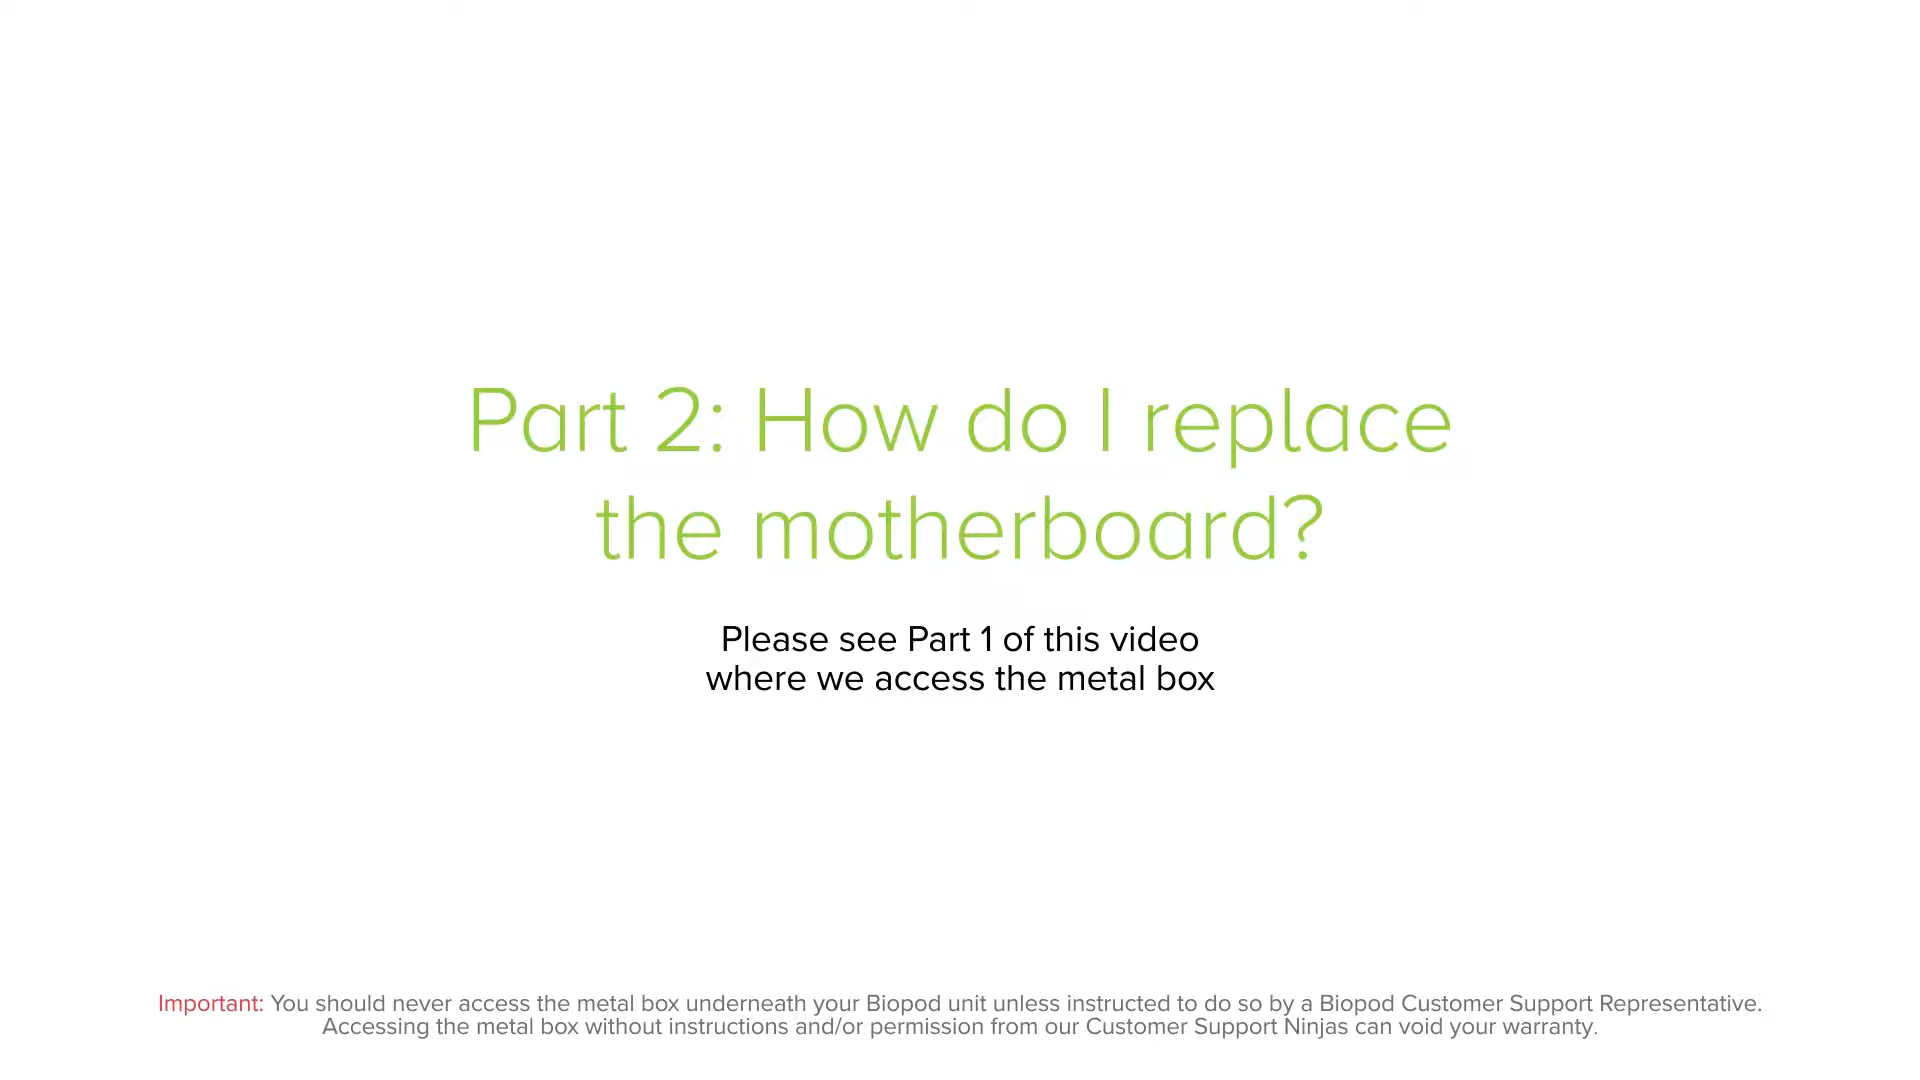 Part 2: How do I replace
the motherboard?
Please see Part 1 of this video
where we access the metal box
Important: You should never access the metal box underneath your Biopod unit unless instructed to do so by a Biopod Customer Support Representative.
Accessing the metal box without instructions and/or permission from our Customer Support Ninjas can void your warranty.